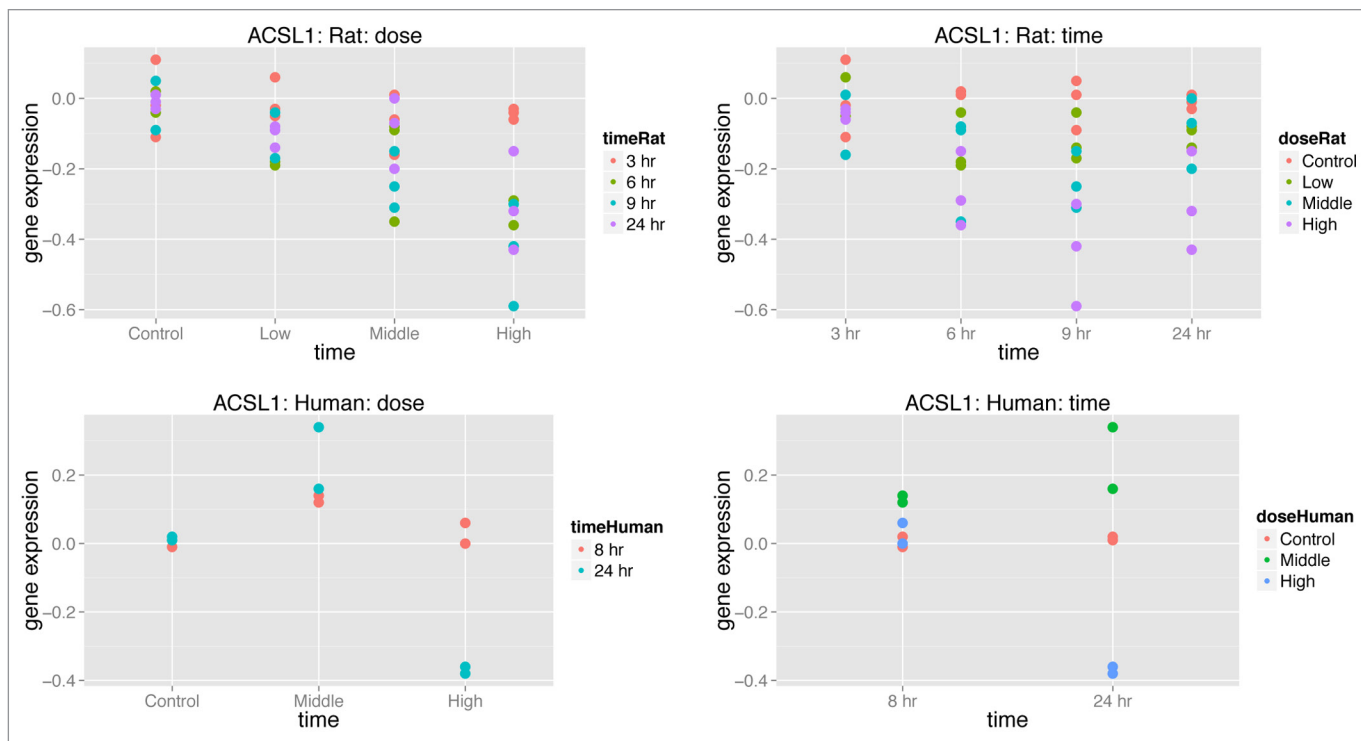 ACSL1: Rat: dose
gene expression
0.0
−0.2
−0.4
−0.6
Control Low Middle High
time
timeRat
3 hr
6 hr
9 hr
24 hr
ACSL1: Rat: time
gene expression
0.0
−0.2
−0.4
−0.6
3 hr 6 hr 9 hr 24 hr
time
doseRat
Control
Low
Middle
High
ACSL1: Human: dose
gene expression
0.2
0.0
−0.2
−0.4
Control Middle High
time
timeHuman
8 hr
24 hr
ACSL1: Human: time
gene expression
0.2
0.0
−0.2
−0.4
8 hr 24 hr
time
doseHuman
Control
Middle
High